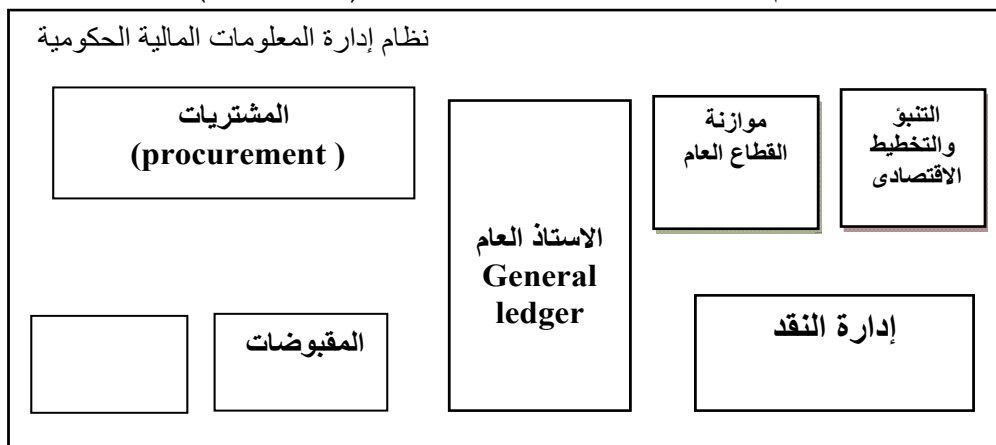 نظام إدارة المعلومات المالية الحكومية
التنبؤ
والتخطيط
الاقتصادى
موازنة
القطاع العام
الاستاذ العام
General
ledger
المشتريات
(procurement )
إدارة النقد
المقبوضات